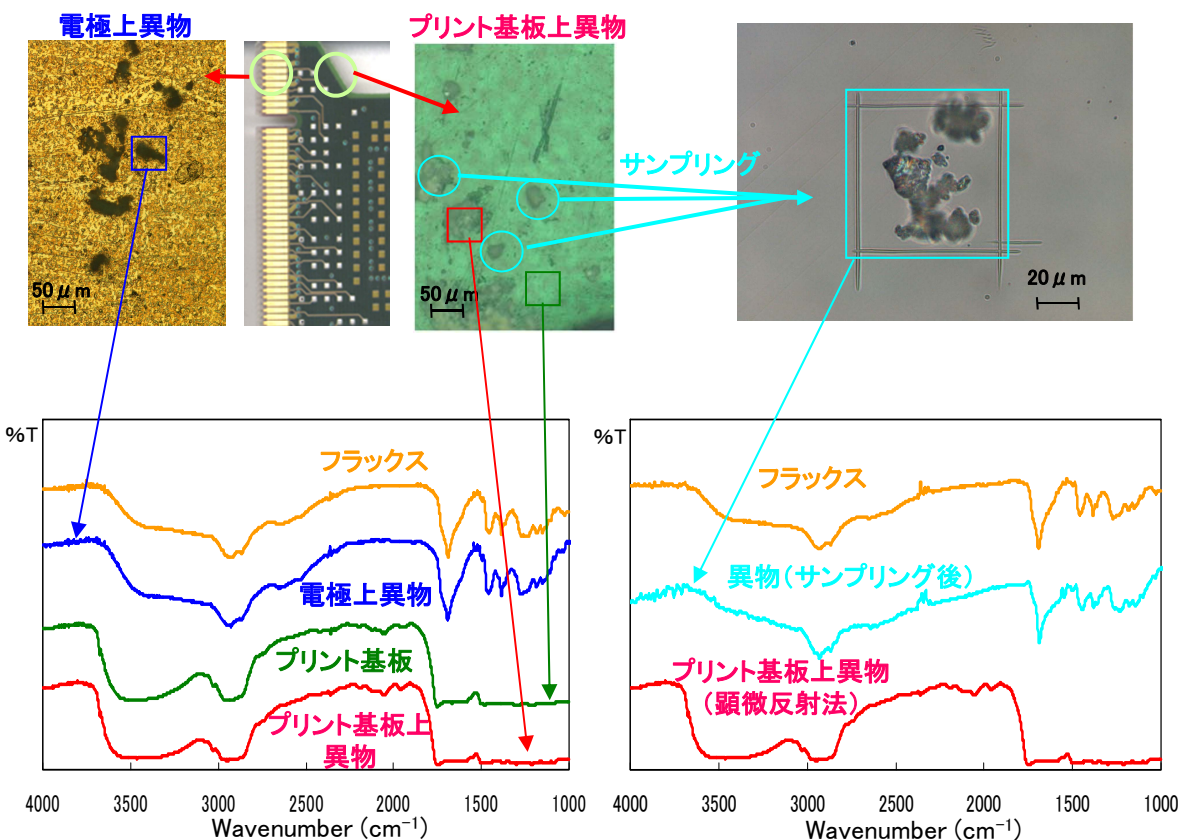 電極上異物
プリント基板上異物
サンプリング
50μm
50μm
20μm
%T
フラックス
電極上異物
プリント基板
プリント基板上
異物
4000 3500 3000 2500 2000 1500 1000
Wavenumber (cm⁻¹)
%T
フラックス
異物(サンプリング後)
プリント基板上異物
(顕微反射法)
4000 3500 3000 2500 2000 1500 1000
Wavenumber (cm⁻¹)